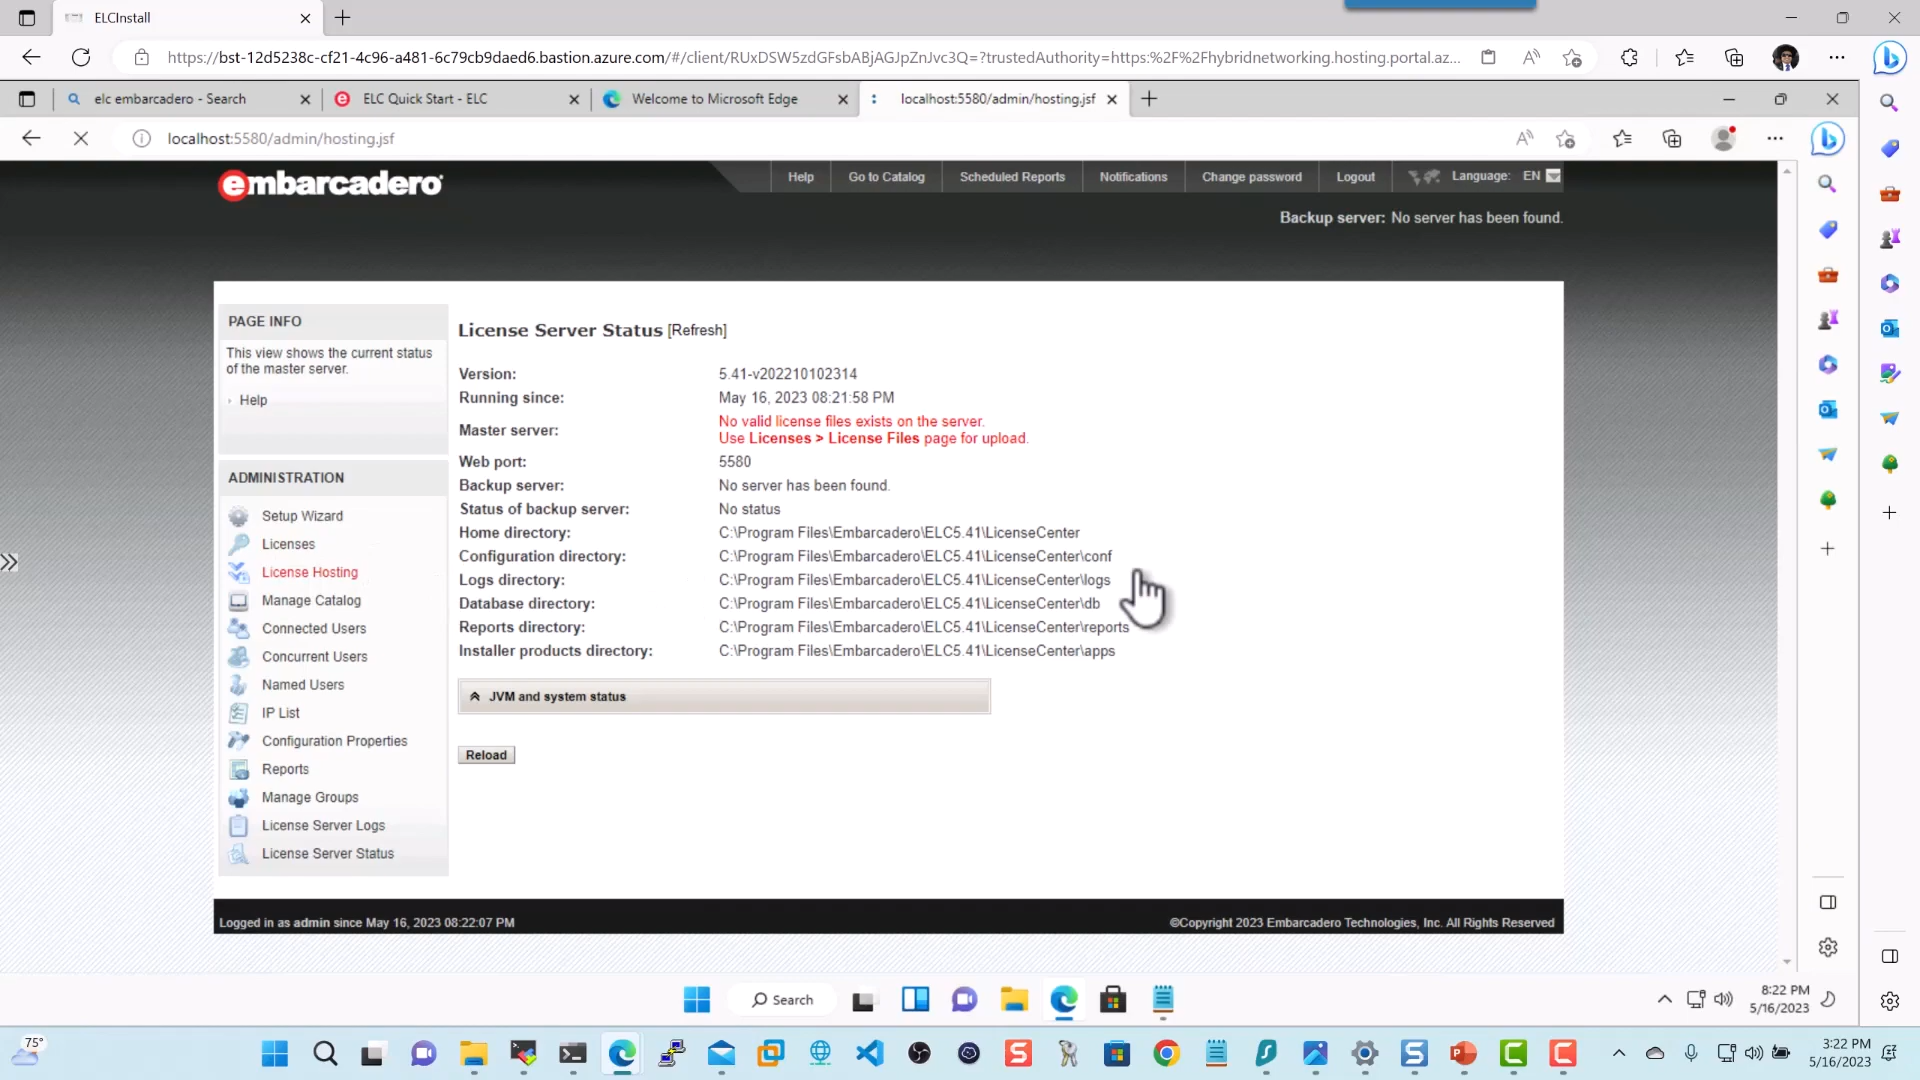 ELCInstall
https://bst-12d5238c-cf21-4c96-a481-6c79cb9daed6.bastion.azure.com/#/client/RUxDSW5zdGFsbABjAGJpZnJvc3Q=?trustedAuthority=https:%2F%2Fhybridnetworking.hosting.portal.az...
elc embarcadero - Search
ELC Quick Start - ELC
Welcome to Microsoft Edge
localhost:5580/admin/hosting.jsf
localhost:5580/admin/hosting.jsf
embarcadero
Help
Go to Catalog
Scheduled Reports
Notifications
Change password
Logout
Language: EN
Backup server: No server has been found.
PAGE INFO
This view shows the current status
of the master server.
Help
ADMINISTRATION
Setup Wizard
Licenses
License Hosting
Manage Catalog
Connected Users
Concurrent Users
Named Users
IP List
Configuration Properties
Reports
Manage Groups
License Server Logs
License Server Status
License Server Status [Refresh]
Version: 5.41-v202210102314
Running since: May 16, 2023 08:21:58 PM
Master server: No valid license files exists on the server.
Use Licenses > License Files page for upload.
Web port: 5580
Backup server: No server has been found.
Status of backup server: No status
Home directory: C:\Program Files\Embarcadero\ELC5.41\LicenseCenter
Configuration directory: C:\Program Files\Embarcadero\ELC5.41\LicenseCenter\conf
Logs directory: C:\Program Files\Embarcadero\ELC5.41\LicenseCenter\logs
Database directory: C:\Program Files\Embarcadero\ELC5.41\LicenseCenter\db
Reports directory: C:\Program Files\Embarcadero\ELC5.41\LicenseCenter\reports
Installer products directory: C:\Program Files\Embarcadero\ELC5.41\LicenseCenter\apps
JVM and system status
Reload
Logged in as admin since May 16, 2023 08:22:07 PM
©Copyright 2023 Embarcadero Technologies, Inc. All Rights Reserved
Search
8:22 PM
5/16/2023
75°
3:22 PM
5/16/2023